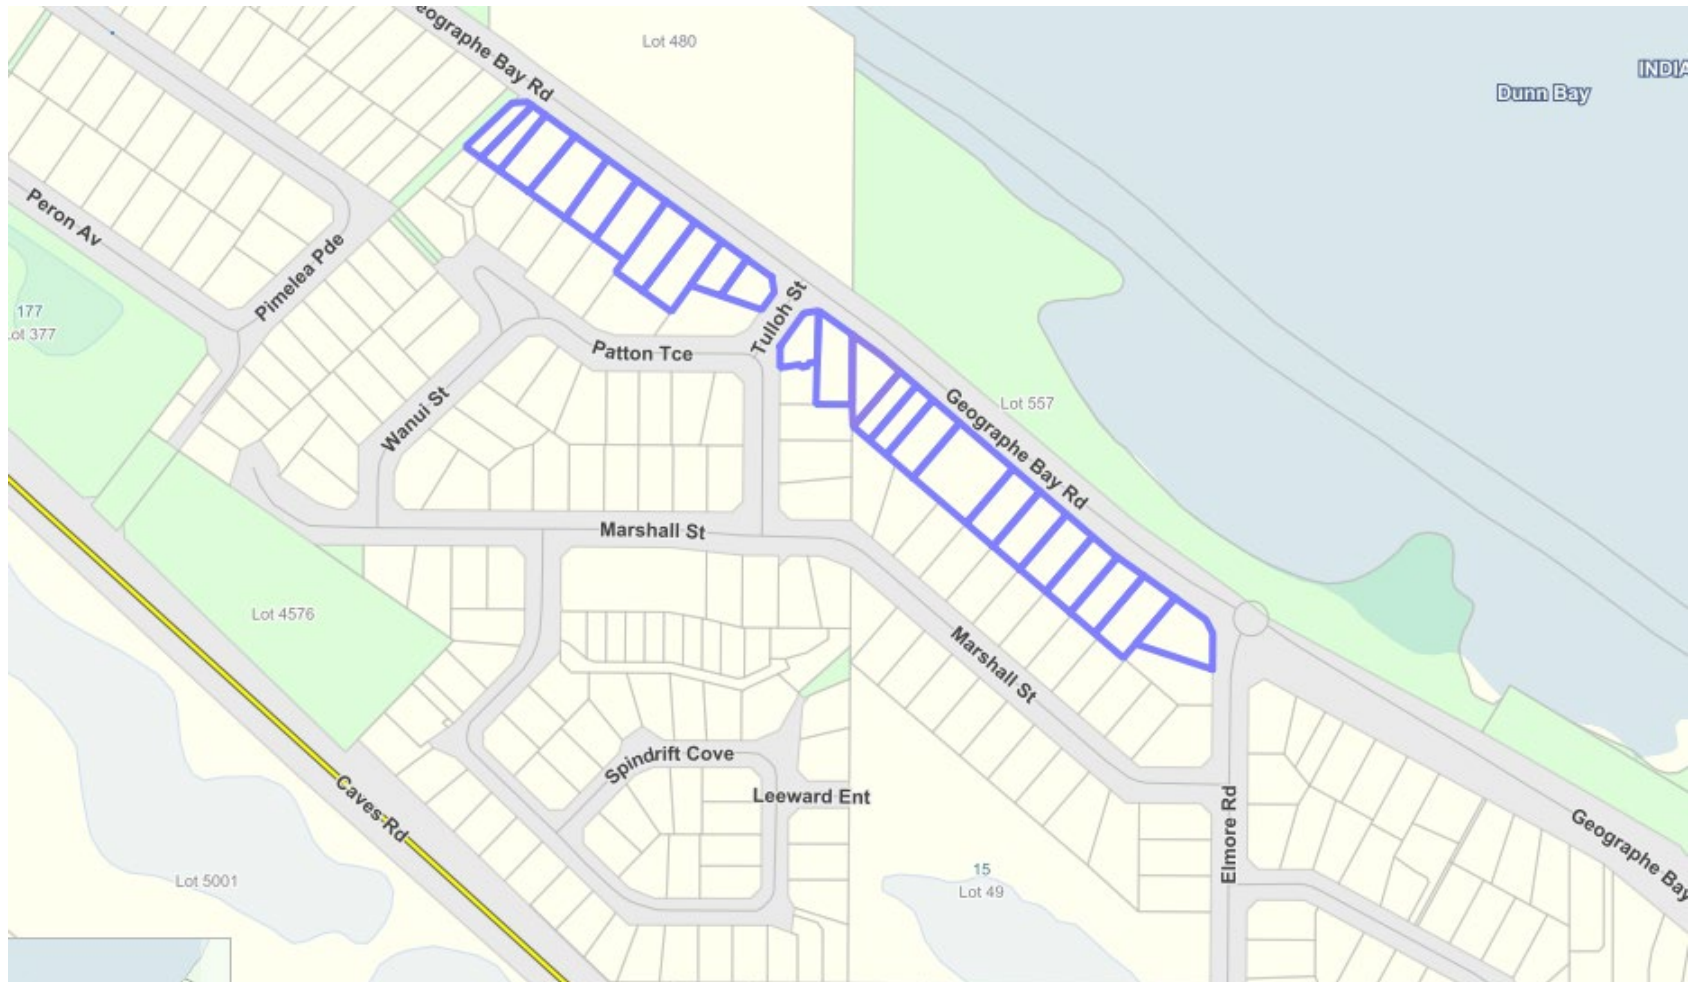 eographe Bay Rd
Lot 480
INDIA
Dunn Bay
Peron Av
Pimelea Pde
177
ot 377
Tulloh St
Patton Tce
Wanui St
Geographe Bay Rd
Lot 557
Marshall St
Lot 4576
Marshall St
Spindrift Cove
Leeward Ent
Caves Rd
Elmore Rd
Geographe Bay
15
Lot 49
Lot 5001